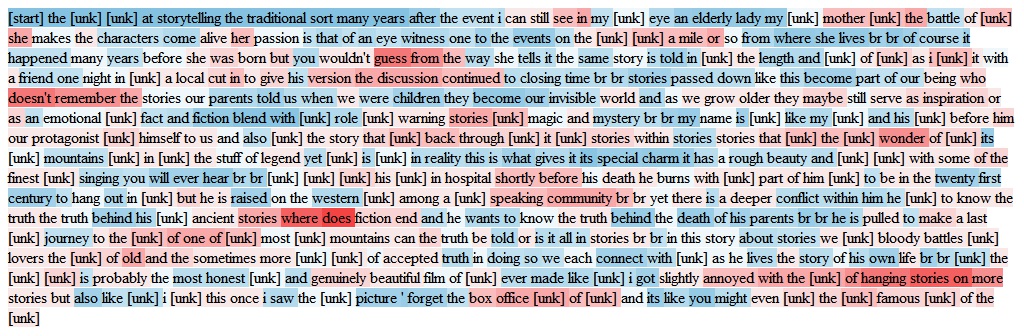 [start] the [unk] [unk] at storytelling the traditional sort many years after the event i can still see in my [unk] eye an elderly lady my [unk] mother [unk] the battle of [unk]
she makes the characters come alive her passion is that of an eye witness one to the events on the [unk] [unk] a mile or so from where she lives br br of course it
happened many years before she was born but you wouldn't guess from the way she tells it the same story is told in [unk] the length and [unk] of [unk] as i [unk] it with
a friend one night in [unk] a local cut in to give his version the discussion continued to closing time br br stories passed down like this become part of our being who
doesn't remember the stories our parents told us when we were children they become our invisible world and as we grow older they maybe still serve as inspiration or
as an emotional [unk] fact and fiction blend with [unk] role [unk] warning stories [unk] magic and mystery br br my name is [unk] like my [unk] and his [unk] before him
our protagonist [unk] himself to us and also [unk] the story that [unk] back through [unk] it [unk] stories within stories stories that [unk] the [unk] wonder of [unk] its
[unk] mountains [unk] in [unk] the stuff of legend yet [unk] is [unk] in reality this is what gives it its special charm it has a rough beauty and [unk] [unk] with some of the
finest [unk] singing you will ever hear br br [unk] [unk] his [unk] in hospital shortly before his death he burns with [unk] part of him [unk] to be in the twenty first
century to hang out in [unk] but he is raised on the western [unk] among a [unk] speaking community br br yet there is a deeper conflict within him he [unk] to know the
truth the truth behind his [unk] ancient stories where does fiction end and he wants to know the truth behind the death of his parents br br he is pulled to make a last
[unk] journey to the [unk] of one of [unk] most [unk] mountains can the truth be told or is it all in stories br br in this story about stories we [unk] bloody battles [unk]
lovers the [unk] of old and the sometimes more [unk] [unk] of accepted truth in doing so we each connect with [unk] as he lives the story of his own life br br [unk] the
[unk] [unk] is probably the most honest [unk] and genuinely beautiful film of [unk] ever made like [unk] i got slightly annoyed with the [unk] of hanging stories on more
stories but also like [unk] i [unk] this once i saw the [unk] picture ' forget the box office [unk] of [unk] and its like you might even [unk] the [unk] famous [unk] of the
[unk]